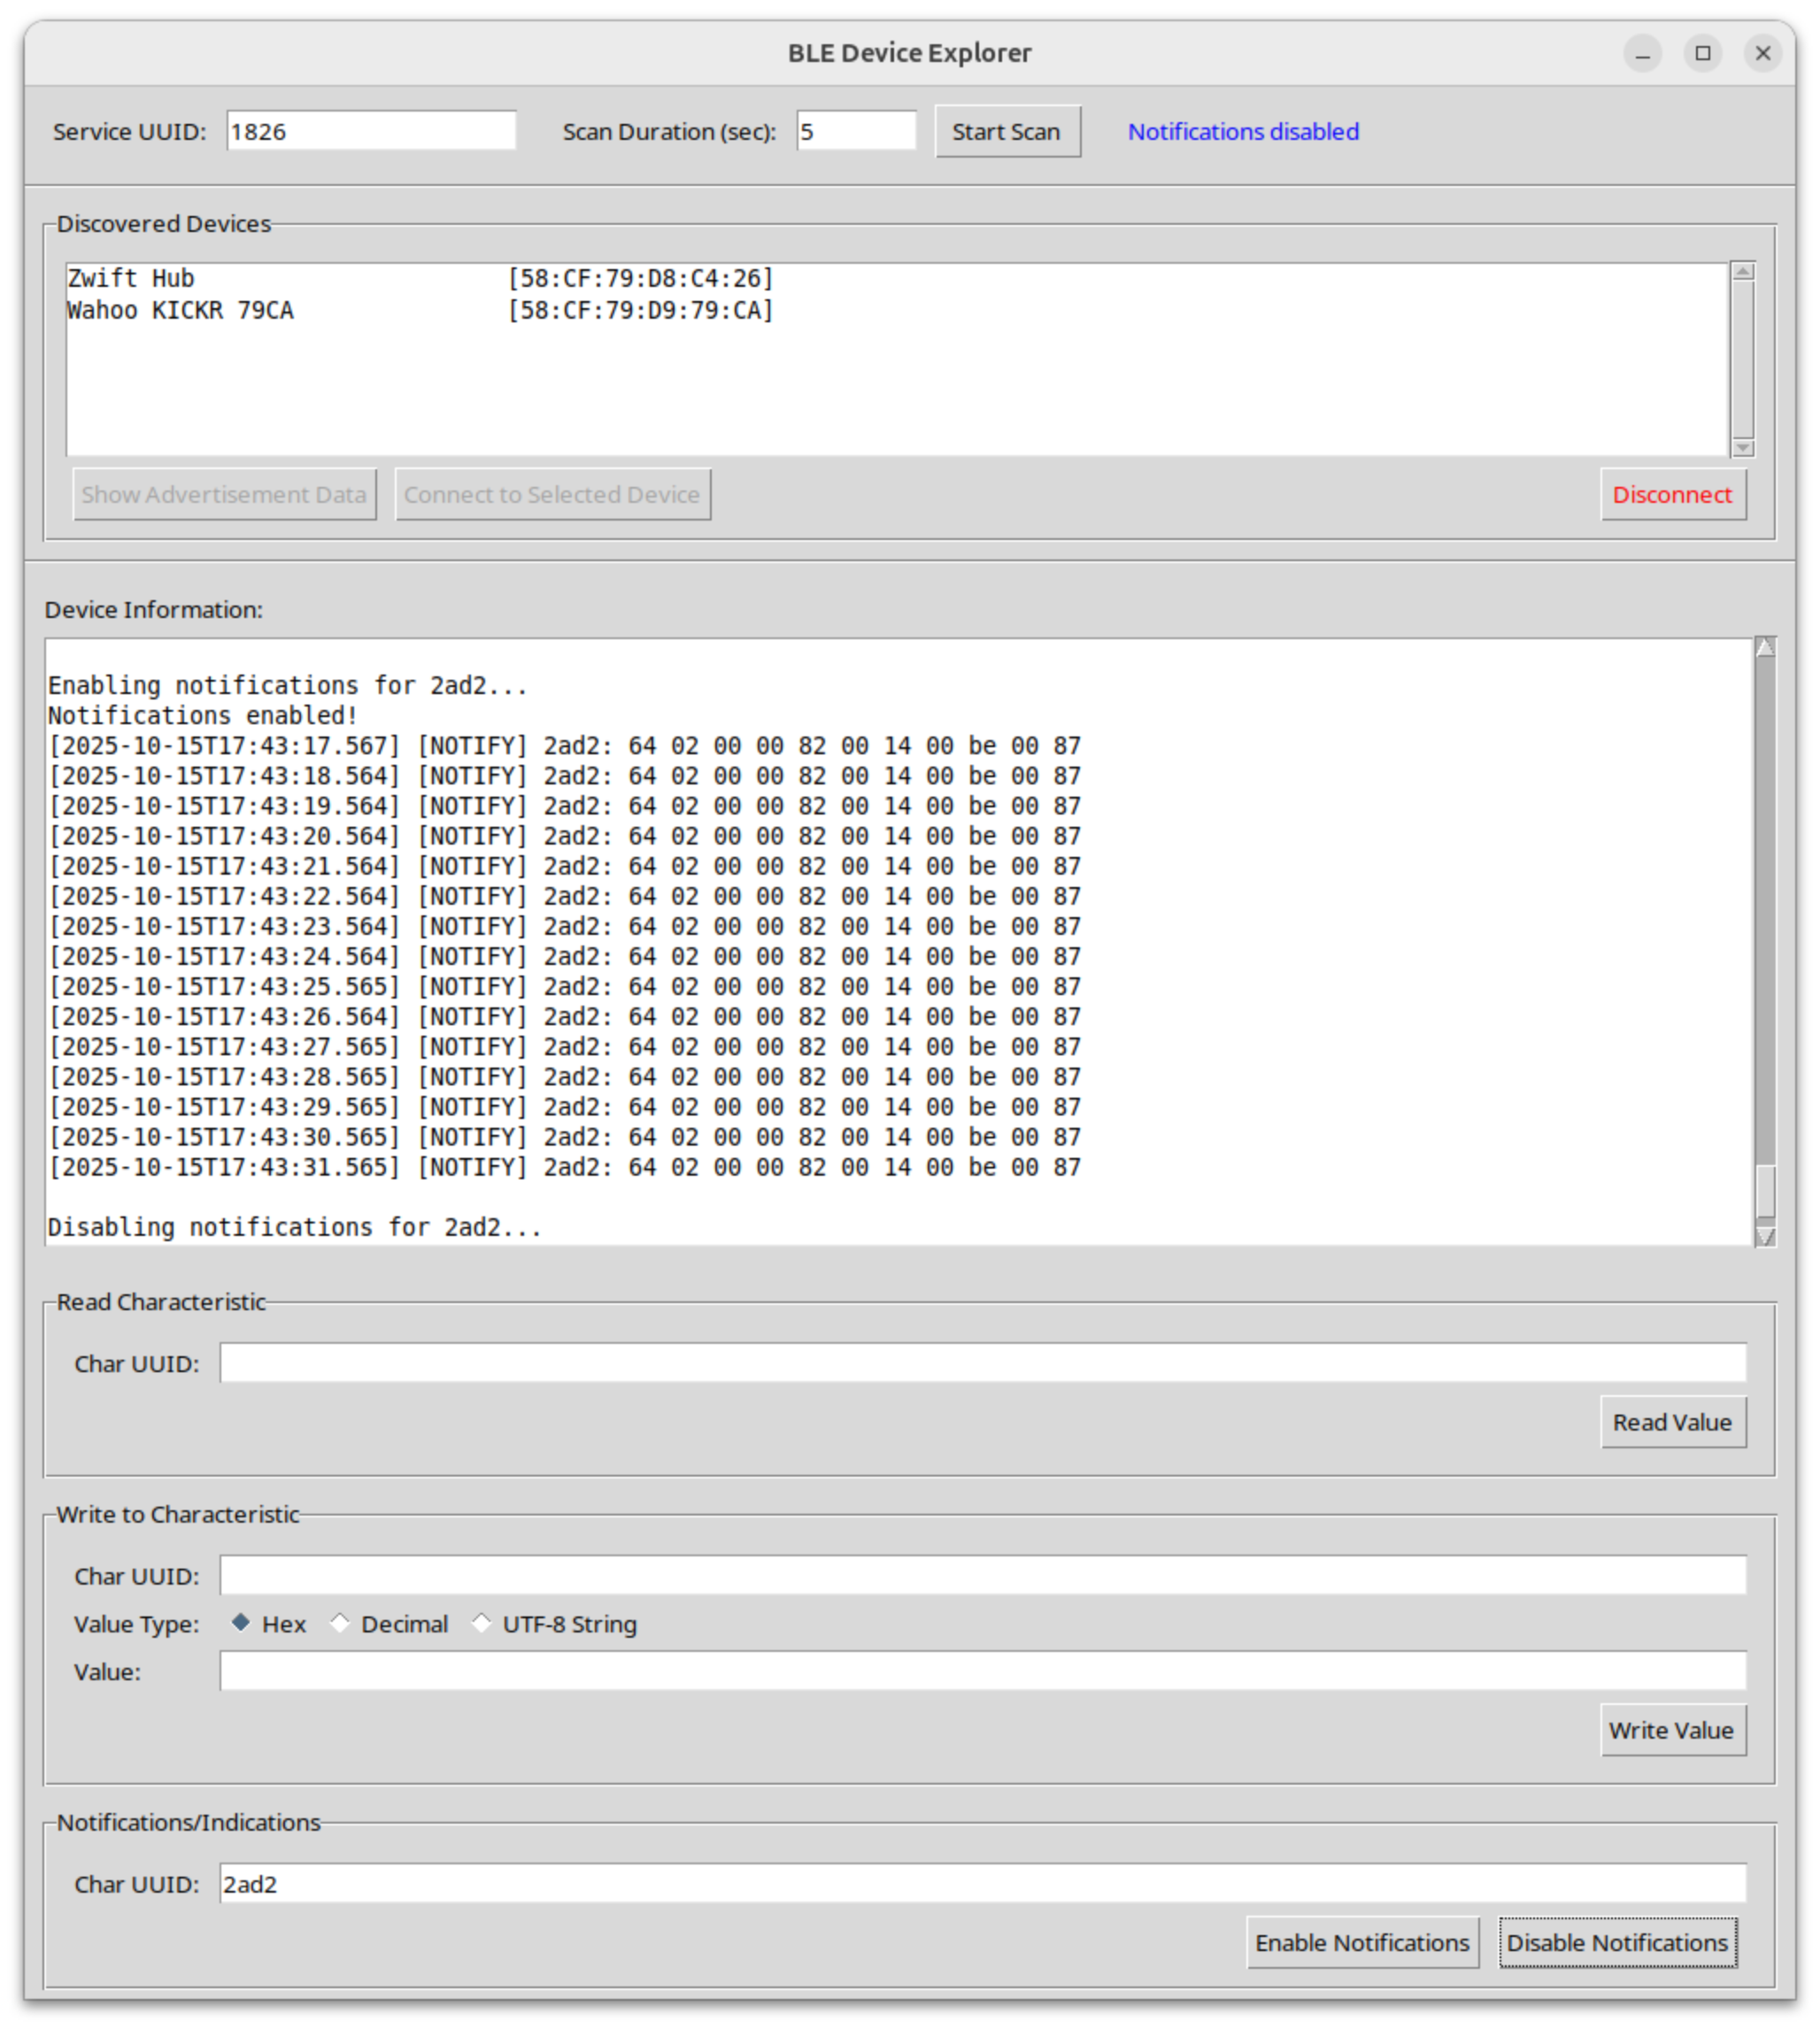 BLE Device Explorer
Service UUID: 1826 Scan Duration (sec): 5 Start Scan Notifications disabled
Discovered Devices
Zwift Hub [58:CF:79:D8:C4:26]
Wahoo KICKR 79CA [58:CF:79:D9:79:CA]
Show Advertisement Data Connect to Selected Device Disconnect
Device Information:
Enabling notifications for 2ad2...
Notifications enabled!
[2025-10-15T17:43:17.567] [NOTIFY] 2ad2: 64 02 00 00 82 00 14 00 be 00 87
[2025-10-15T17:43:18.564] [NOTIFY] 2ad2: 64 02 00 00 82 00 14 00 be 00 87
[2025-10-15T17:43:19.564] [NOTIFY] 2ad2: 64 02 00 00 82 00 14 00 be 00 87
[2025-10-15T17:43:20.564] [NOTIFY] 2ad2: 64 02 00 00 82 00 14 00 be 00 87
[2025-10-15T17:43:21.564] [NOTIFY] 2ad2: 64 02 00 00 82 00 14 00 be 00 87
[2025-10-15T17:43:22.564] [NOTIFY] 2ad2: 64 02 00 00 82 00 14 00 be 00 87
[2025-10-15T17:43:23.564] [NOTIFY] 2ad2: 64 02 00 00 82 00 14 00 be 00 87
[2025-10-15T17:43:24.564] [NOTIFY] 2ad2: 64 02 00 00 82 00 14 00 be 00 87
[2025-10-15T17:43:25.565] [NOTIFY] 2ad2: 64 02 00 00 82 00 14 00 be 00 87
[2025-10-15T17:43:26.564] [NOTIFY] 2ad2: 64 02 00 00 82 00 14 00 be 00 87
[2025-10-15T17:43:27.565] [NOTIFY] 2ad2: 64 02 00 00 82 00 14 00 be 00 87
[2025-10-15T17:43:28.565] [NOTIFY] 2ad2: 64 02 00 00 82 00 14 00 be 00 87
[2025-10-15T17:43:29.565] [NOTIFY] 2ad2: 64 02 00 00 82 00 14 00 be 00 87
[2025-10-15T17:43:30.565] [NOTIFY] 2ad2: 64 02 00 00 82 00 14 00 be 00 87
[2025-10-15T17:43:31.565] [NOTIFY] 2ad2: 64 02 00 00 82 00 14 00 be 00 87
Disabling notifications for 2ad2...
Read Characteristic
Char UUID:
Read Value
Write to Characteristic
Char UUID:
Value Type: Hex Decimal UTF-8 String
Value:
Write Value
Notifications/Indications
Char UUID: 2ad2
Enable Notifications Disable Notifications